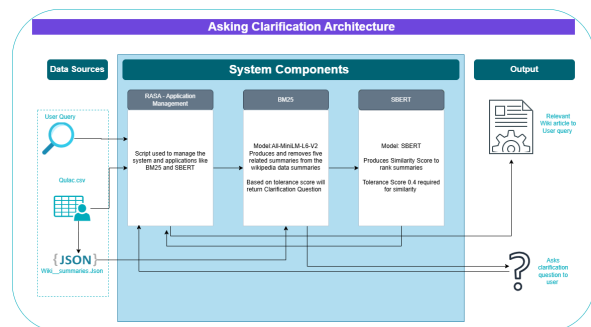 Asking Clarification Architecture
Data Sources
System Components
Output
User Query
Qulac csv
{JSON}
Wiki__summaries.Json
RASA - Application
Management
Script used to manage the
system and applications like
BM25 and SBERT
BM25
Model:All-MiniLM-L6-V2
Produces and removes five
related summaries from the
wikipedia data summaries
Based on tolerance score will
return Clarification Question
SBERT
Model: SBERT
Produces Similarity Score to
rank summaries
Tolerance Score 0.4 required
for similarity
Relevant
Wiki article to
User query
Asks
clarification
question to
user